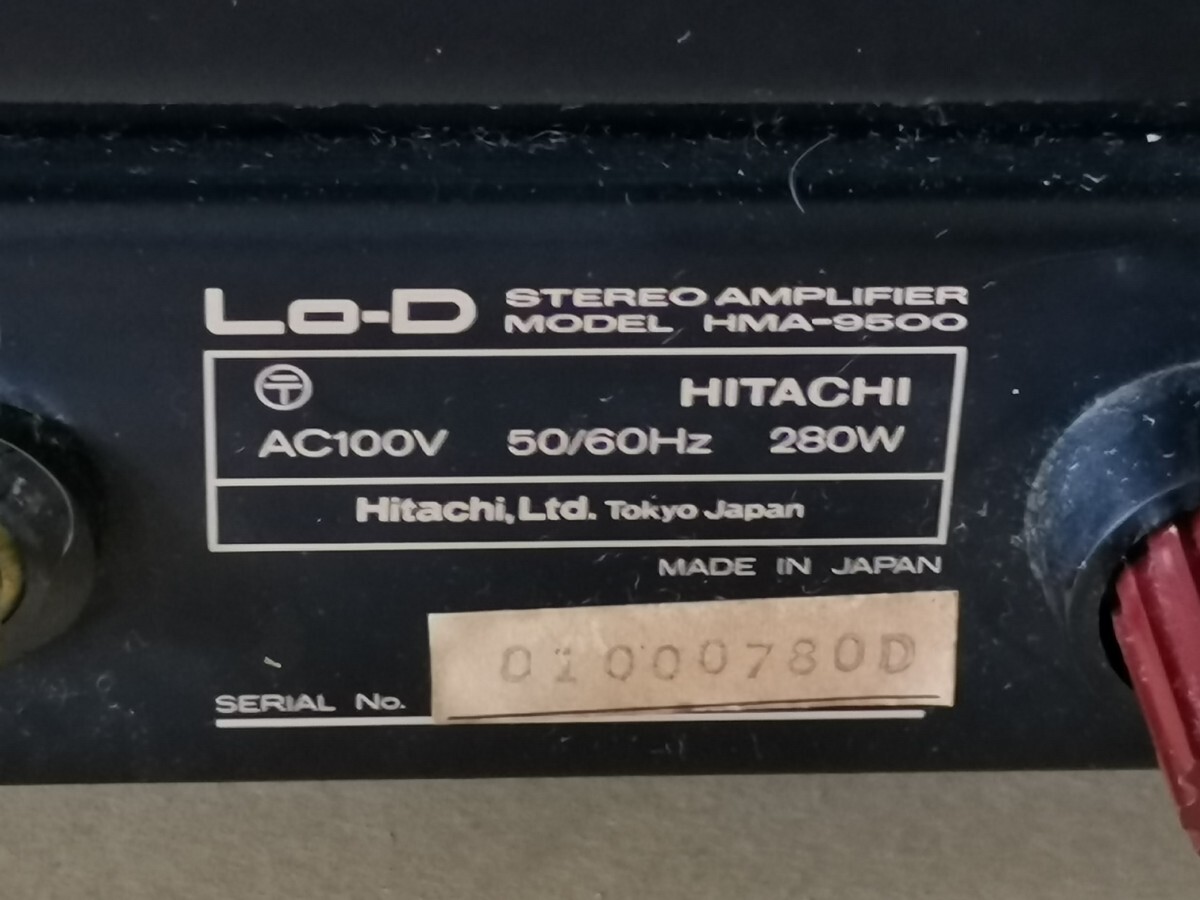 Lo-D STEREO AMPLIFIER
MODEL HMA-9500
〒 HITACHI
AC100V 50/60Hz 280W
Hitachi, Ltd. Tokyo Japan
MADE IN JAPAN
SERIAL No. 01000780D